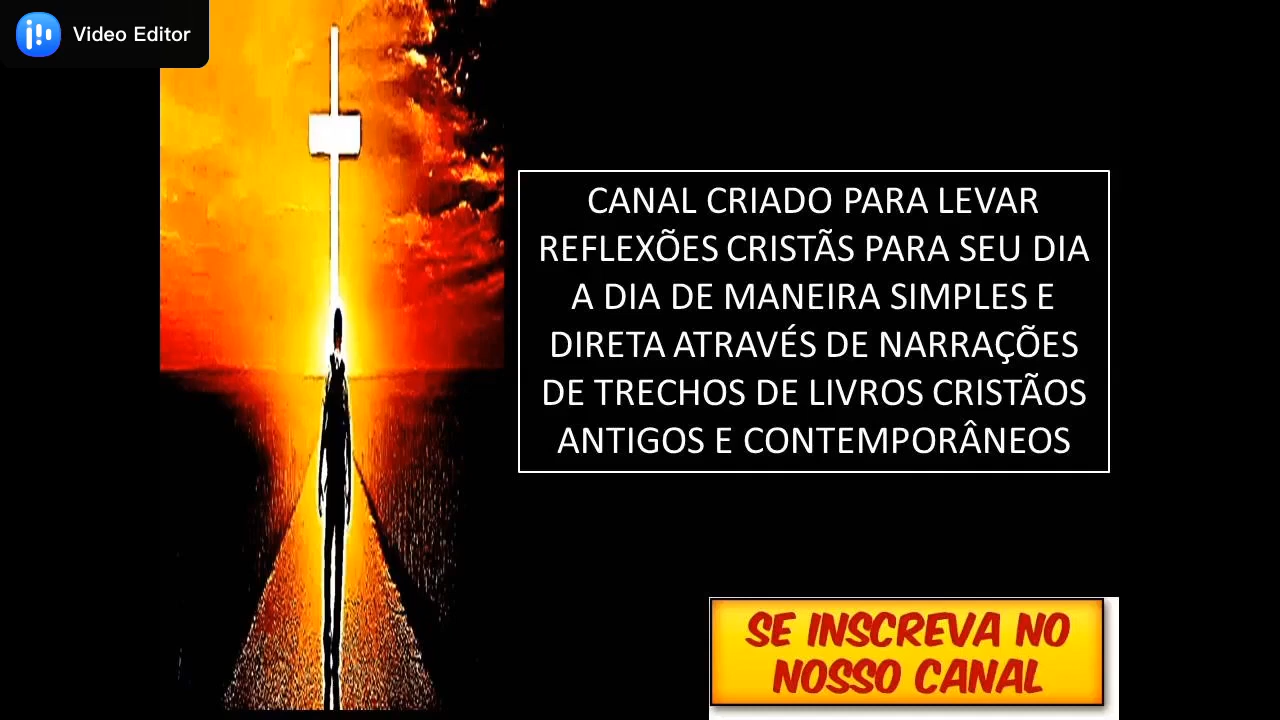 Video Editor
CANAL CRIADO PARA LEVAR
REFLEXÕES CRISTÃS PARA SEU DIA
A DIA DE MANEIRA SIMPLES E
DIRETA ATRAVÉS DE NARRAÇÕES
DE TRECHOS DE LIVROS CRISTÃOS
ANTIGOS E CONTEMPORÂNEOS
SE INSCREVA NO
NOSSO CANAL